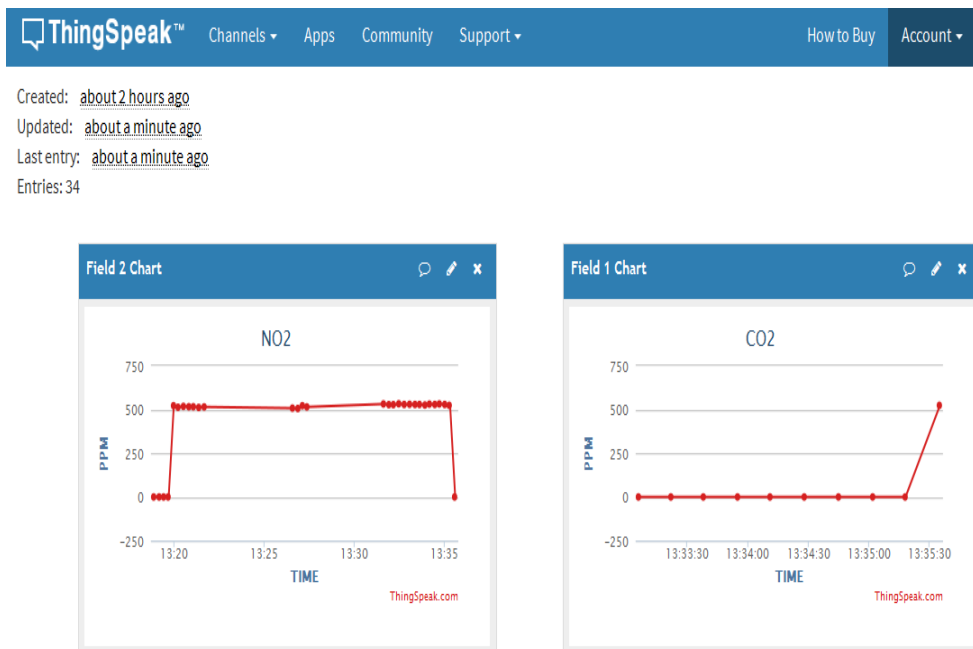 ThingSpeak™ Channels Apps Community Support How to Buy Account
Created: about 2 hours ago
Updated: about a minute ago
Last entry: about a minute ago
Entries: 34
Field 2 Chart
NO2
750
500
250
0
-250
PPM
13:20 13:25 13:30 13:35
TIME
ThingSpeak.com
Field 1 Chart
CO2
750
500
250
0
-250
PPM
13:33:30 13:34:00 13:34:30 13:35:00 13:35:30
TIME
ThingSpeak.com